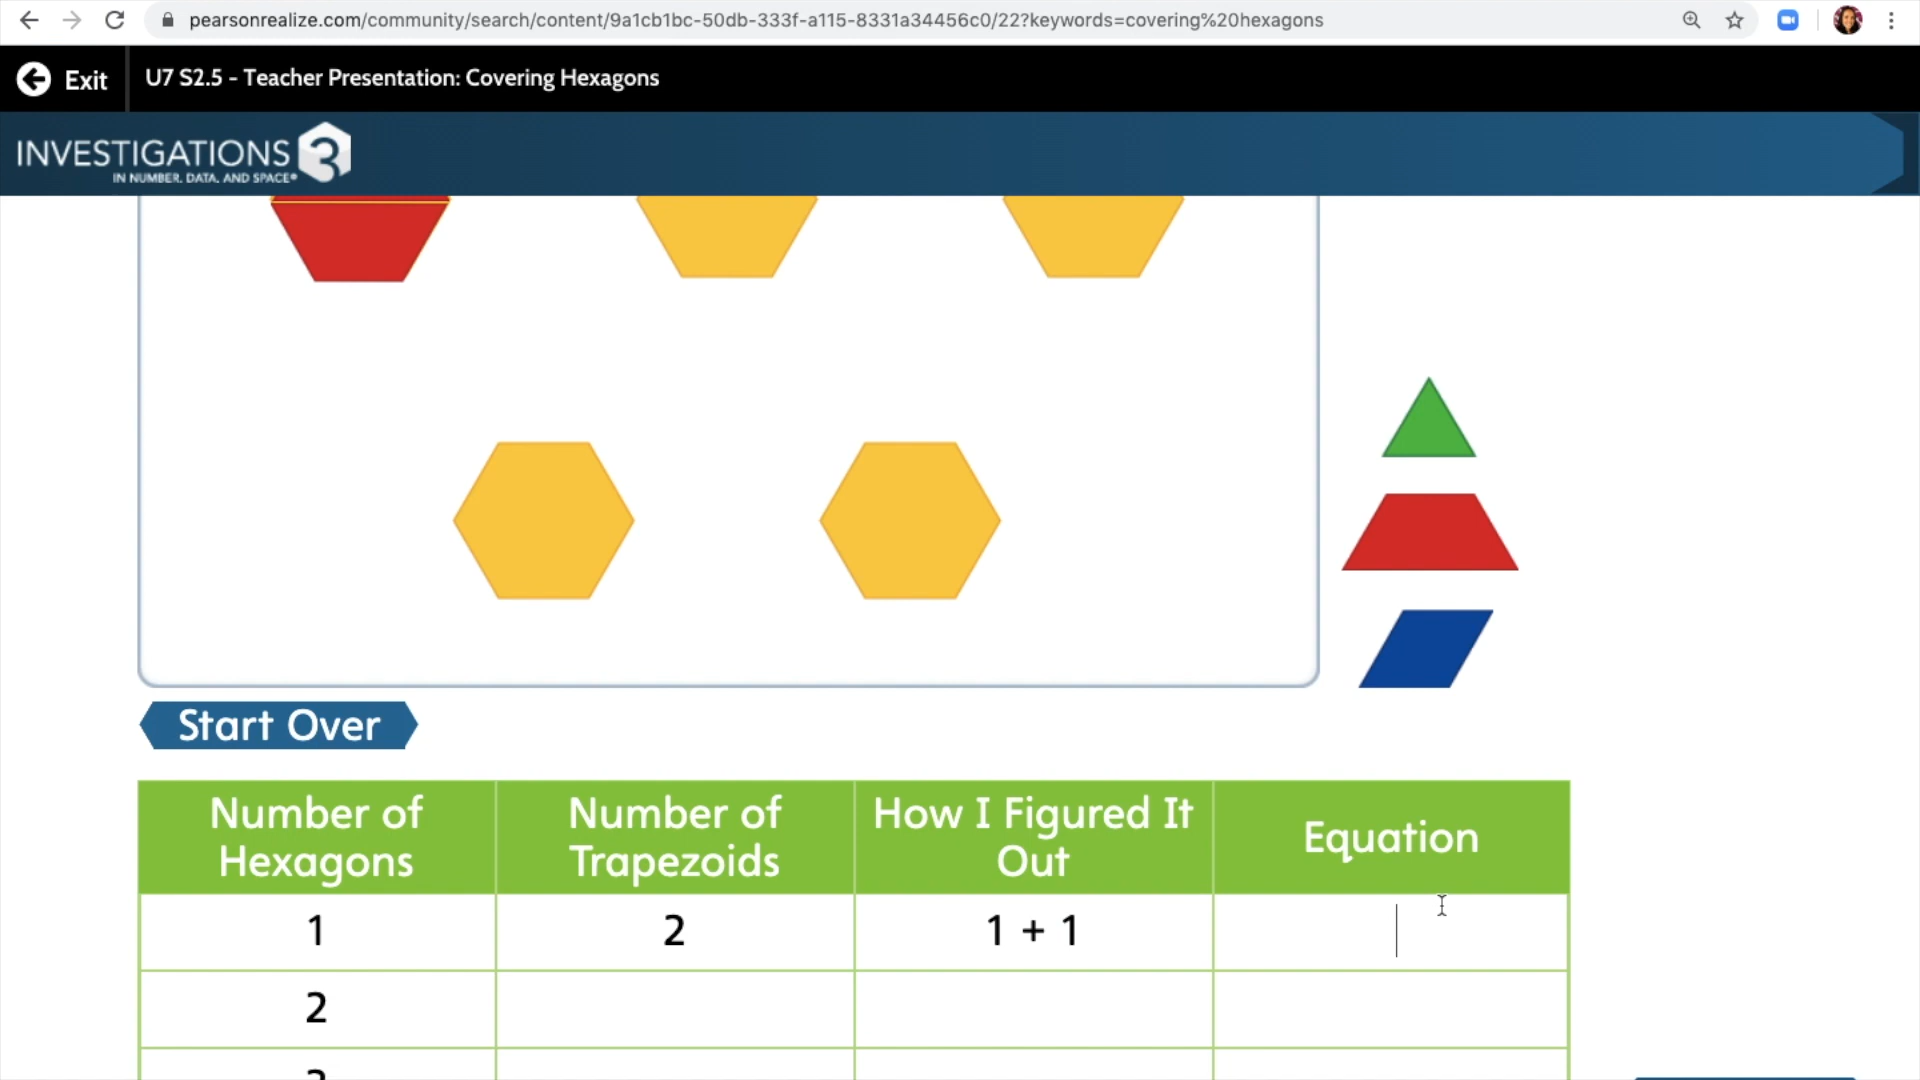 pearsonrealize.com/community/search/content/9a1cb1bc-50db-333f-a115-8331a34456c0/22?keywords=covering%20hexagons
Exit
U7 S2.5 - Teacher Presentation: Covering Hexagons
INVESTIGATIONS 3
IN NUMBER, DATA, AND SPACE®
Start Over
Number of Hexagons
Number of Trapezoids
How I Figured It Out
Equation
1
2
1 + 1
2